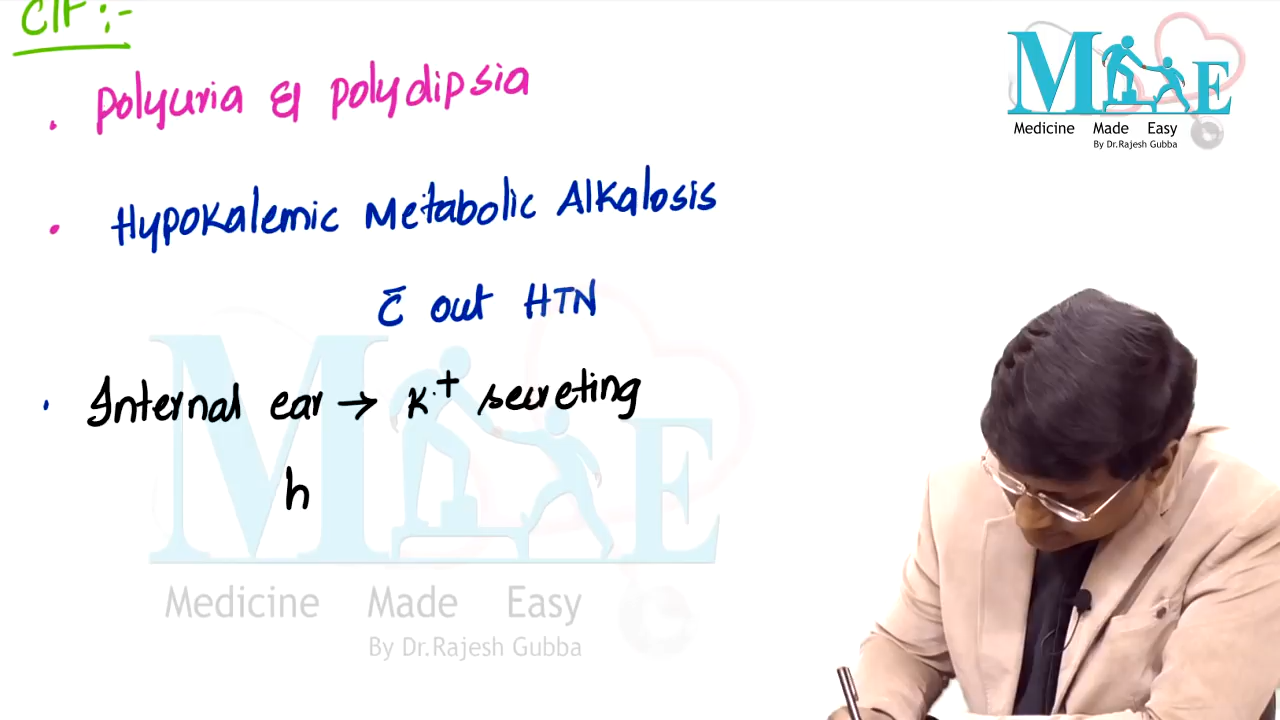 C/F :-
• Polyuria & polydipsia
• Hypokalemic Metabolic Alkalosis
c̄ out HTN
• Internal ear → K+ secreting
h
M E
Medicine Made Easy
By Dr.Rajesh Gubba
M E
Medicine Made Easy
By Dr.Rajesh Gubba